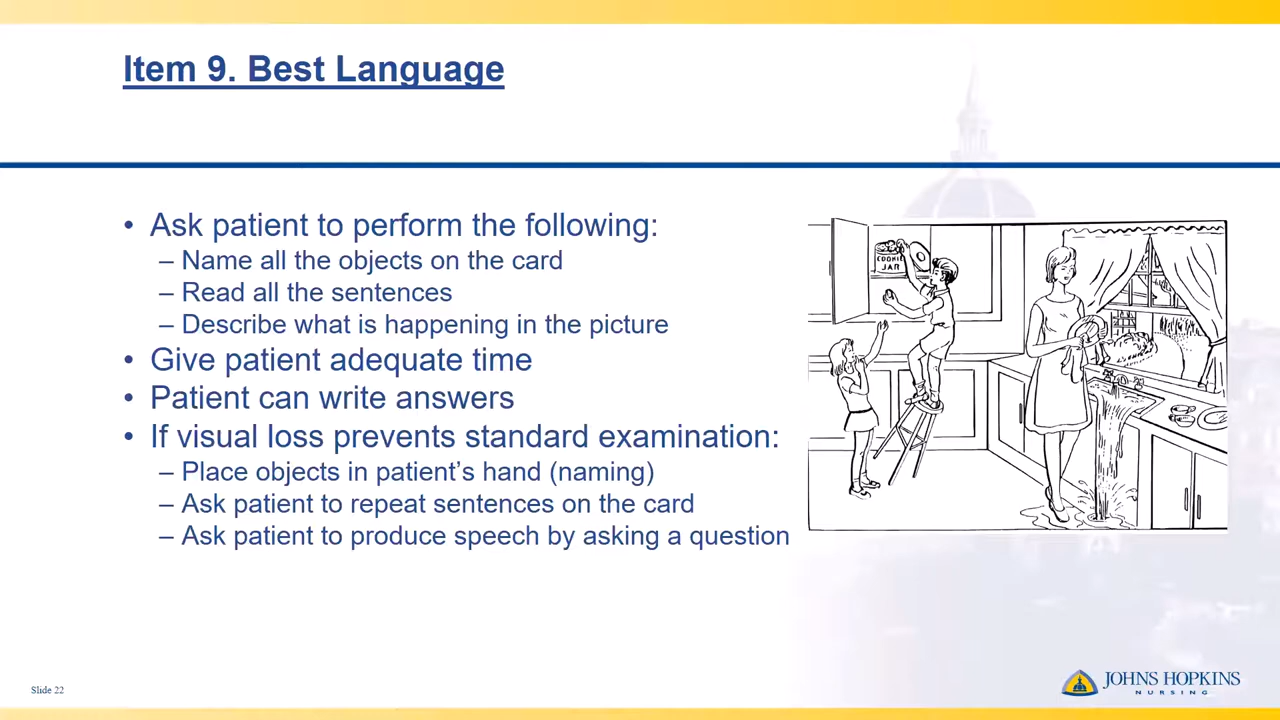 Item 9. Best Language
• Ask patient to perform the following:
– Name all the objects on the card
– Read all the sentences
– Describe what is happening in the picture
• Give patient adequate time
• Patient can write answers
• If visual loss prevents standard examination:
– Place objects in patient’s hand (naming)
– Ask patient to repeat sentences on the card
– Ask patient to produce speech by asking a question
COOKIE
JAR
Slide 22
JOHNS HOPKINS
NURSING